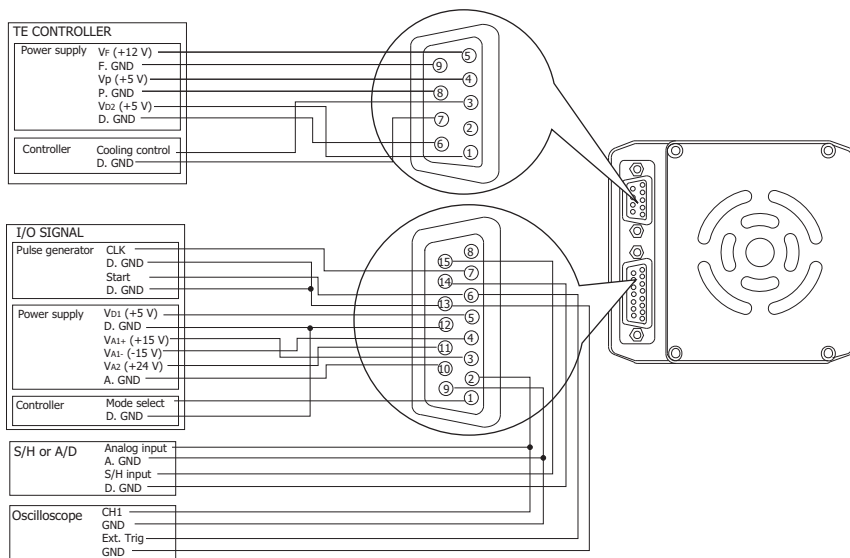 TE CONTROLLER
Power supply VF (+12 V)
F. GND
Vp (+5 V)
P. GND
VD2 (+5 V)
D. GND
Controller Cooling control
D. GND
5
9
4
8
3
7
2
6
1
I/O SIGNAL
Pulse generator CLK
D. GND
Start
D. GND
Power supply VD1 (+5 V)
D. GND
VA1+ (+15 V)
VA1- (-15 V)
VA2 (+24 V)
A. GND
Controller Mode select
D. GND
8
15
7
14
6
13
5
12
4
11
3
10
2
9
1
S/H or A/D Analog input
A. GND
S/H input
D. GND
Oscilloscope CH1
GND
Ext. Trig
GND